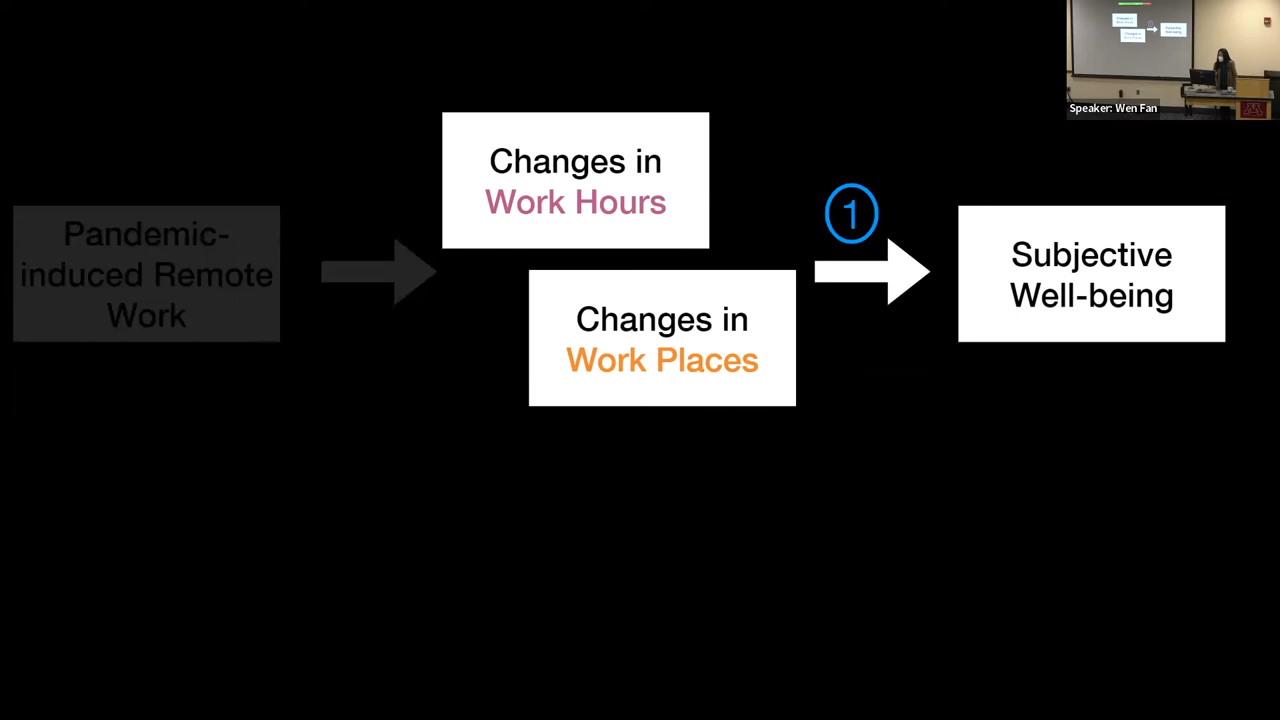 Speaker: Wen Fan
Changes in
Work Hours
1
Pandemic-
induced Remote
Work
Subjective
Well-being
Changes in
Work Places